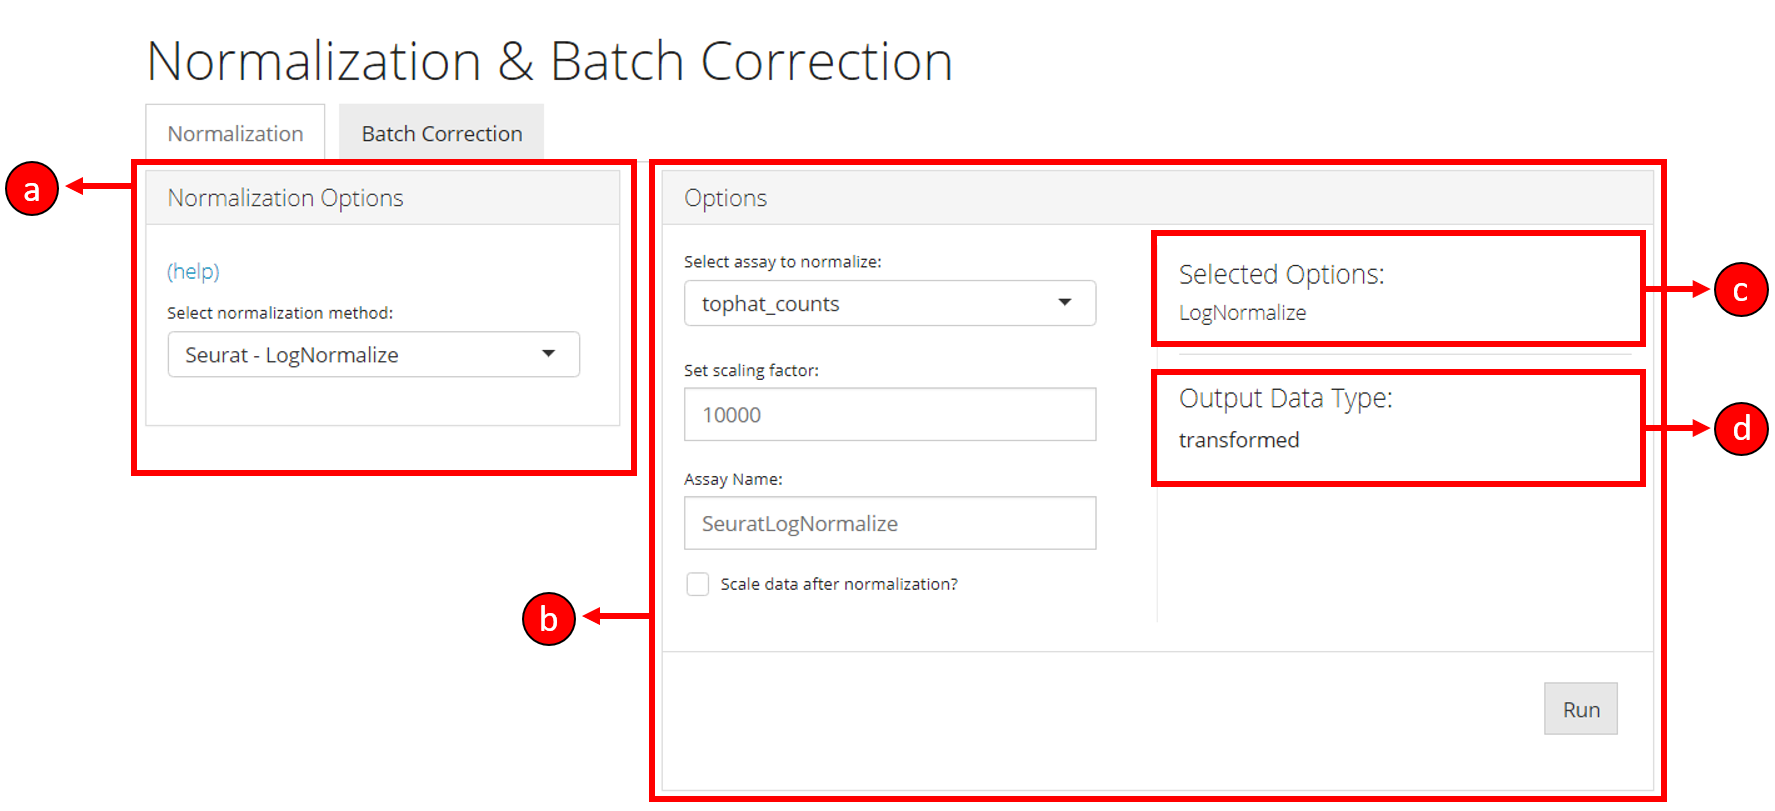 Normalization & Batch Correction
Normalization
Batch Correction
a
Normalization Options
(help)
Select normalization method:
Seurat - LogNormalize
b
Options
Select assay to normalize:
tophat_counts
Set scaling factor:
10000
Assay Name:
SeuratLogNormalize
Scale data after normalization?
Selected Options:
LogNormalize
c
Output Data Type:
transformed
d
Run